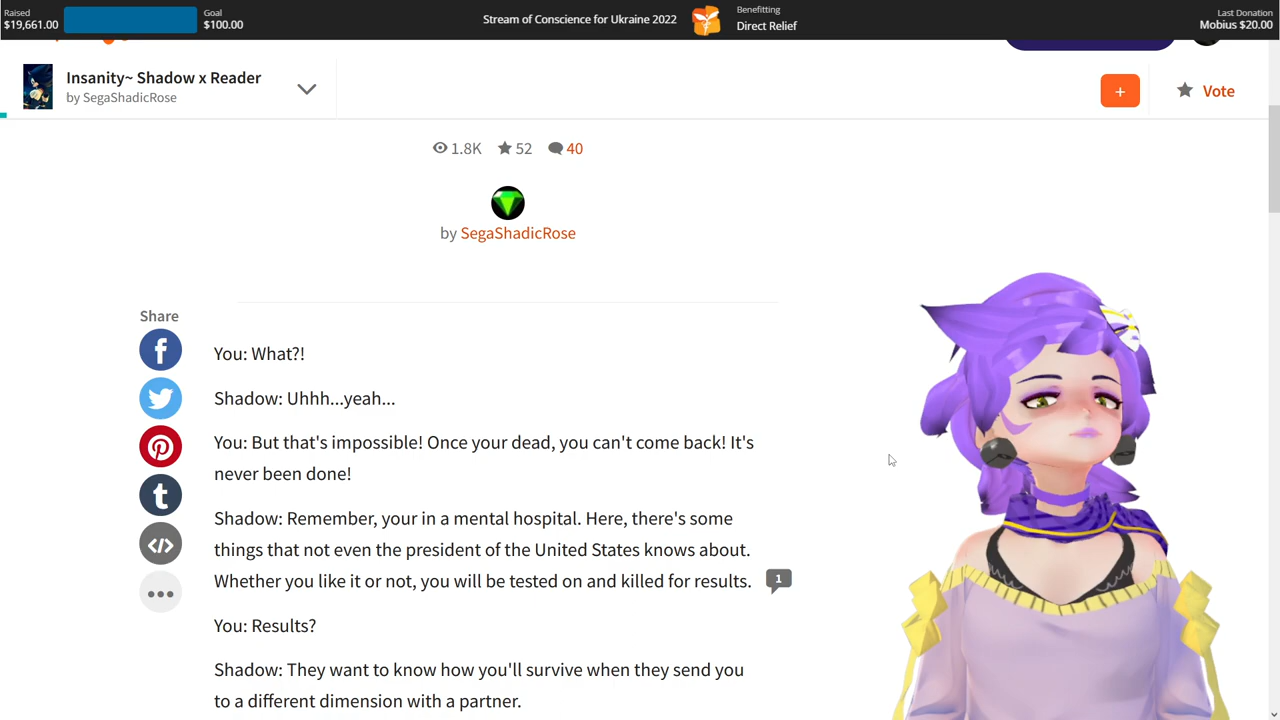 Raised
$19,661.00
Goal
$100.00
Stream of Conscience for Ukraine 2022
Benefitting
Direct Relief
Last Donation
Mobius $20.00
Insanity~ Shadow x Reader
by SegaShadicRose
+
Vote
1.8K
52
40
by SegaShadicRose
Share
You: What?!
Shadow: Uhhh...yeah...
You: But that's impossible! Once your dead, you can't come back! It's
never been done!
Shadow: Remember, your in a mental hospital. Here, there's some
things that not even the president of the United States knows about.
Whether you like it or not, you will be tested on and killed for results.
1
You: Results?
Shadow: They want to know how you'll survive when they send you
to a different dimension with a partner.